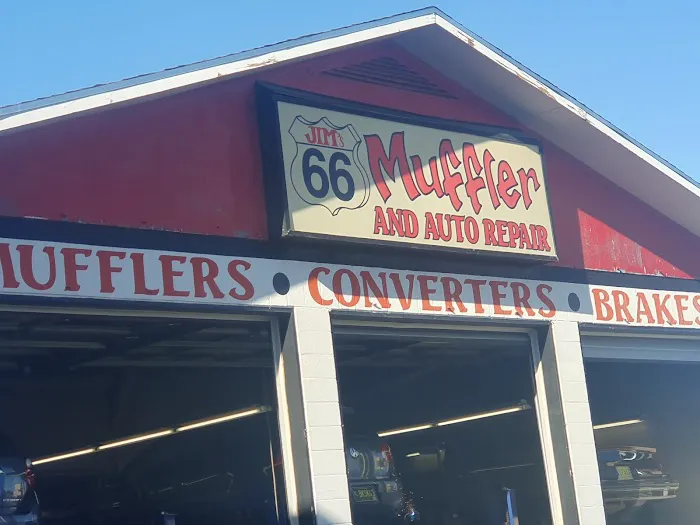 JIM's
66
Muffler
AND AUTO REPAIR
MUFFLERS • CONVERTERS • BRAKES